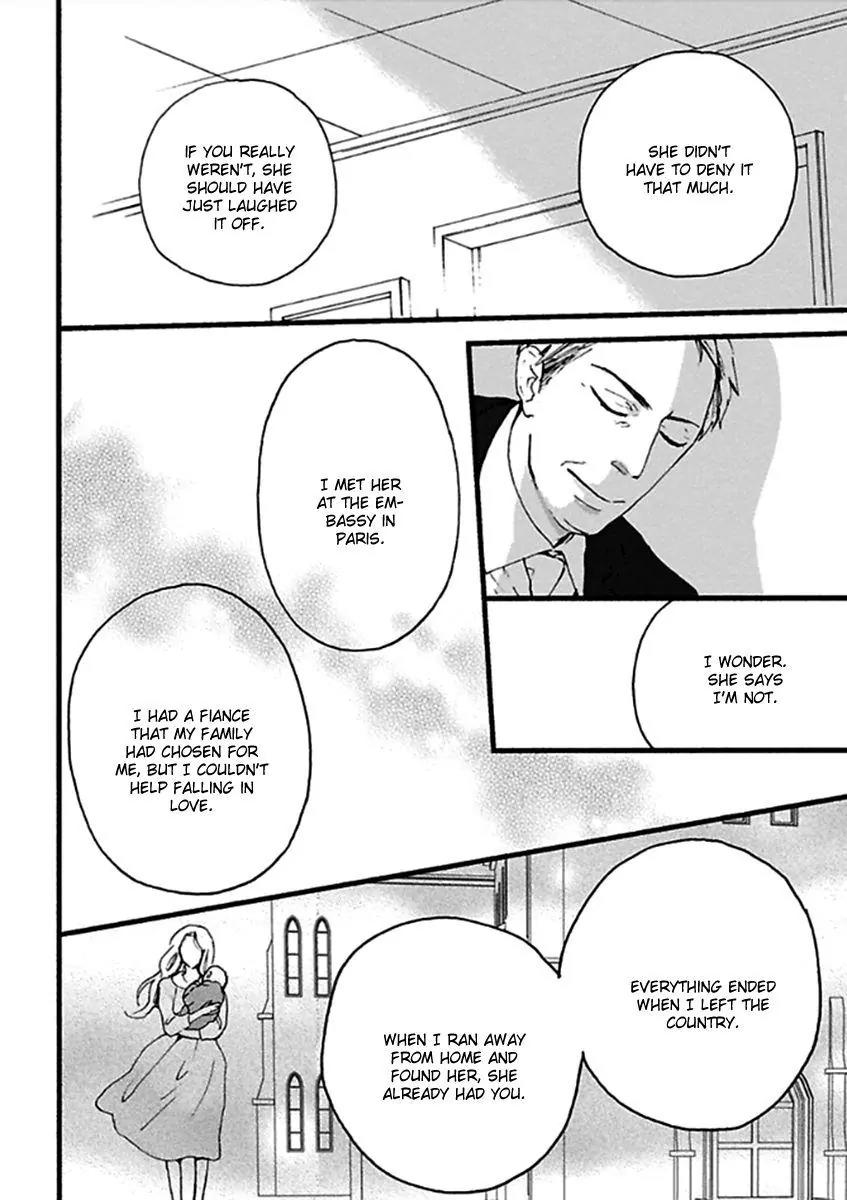 SHE DIDN'T
HAVE TO DENY IT
THAT MUCH.
IF YOU REALLY
WEREN'T, SHE
SHOULD HAVE
JUST LAUGHED
IT OFF.
I WONDER.
SHE SAYS
I'M NOT.
I MET HER
AT THE EM-
BASSY IN
PARIS.
I HAD A FIANCE
THAT MY FAMILY
HAD CHOSEN FOR
ME, BUT I COULDN'T
HELP FALLING IN
LOVE.
EVERYTHING ENDED
WHEN I LEFT THE
COUNTRY.
WHEN I RAN AWAY
FROM HOME AND
FOUND HER, SHE
ALREADY HAD YOU.